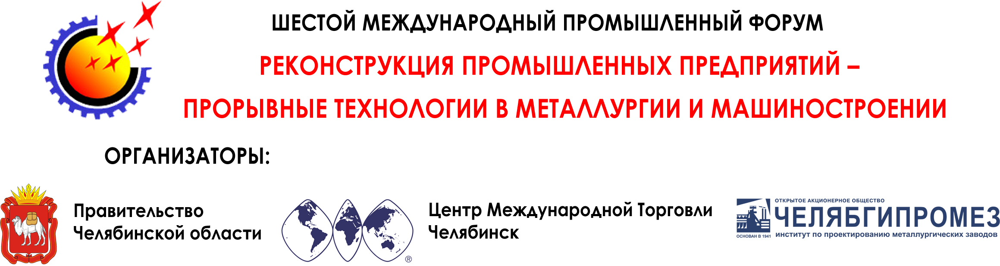 ШЕСТОЙ МЕЖДУНАРОДНЫЙ ПРОМЫШЛЕННЫЙ ФОРУМ
РЕКОНСТРУКЦИЯ ПРОМЫШЛЕННЫХ ПРЕДПРИЯТИЙ –
ПРОРЫВНЫЕ ТЕХНОЛОГИИ В МЕТАЛЛУРГИИ И МАШИНОСТРОЕНИИ
ОРГАНИЗАТОРЫ:
Правительство
Челябинской области
®
Центр Международной Торговли
Челябинск
ОТКРЫТОЕ АКЦИОНЕРНОЕ ОБЩЕСТВО
ЧЕЛЯБГИПРОМЕЗ
ОСНОВАН В 1941
институт по проектированию металлургических заводов